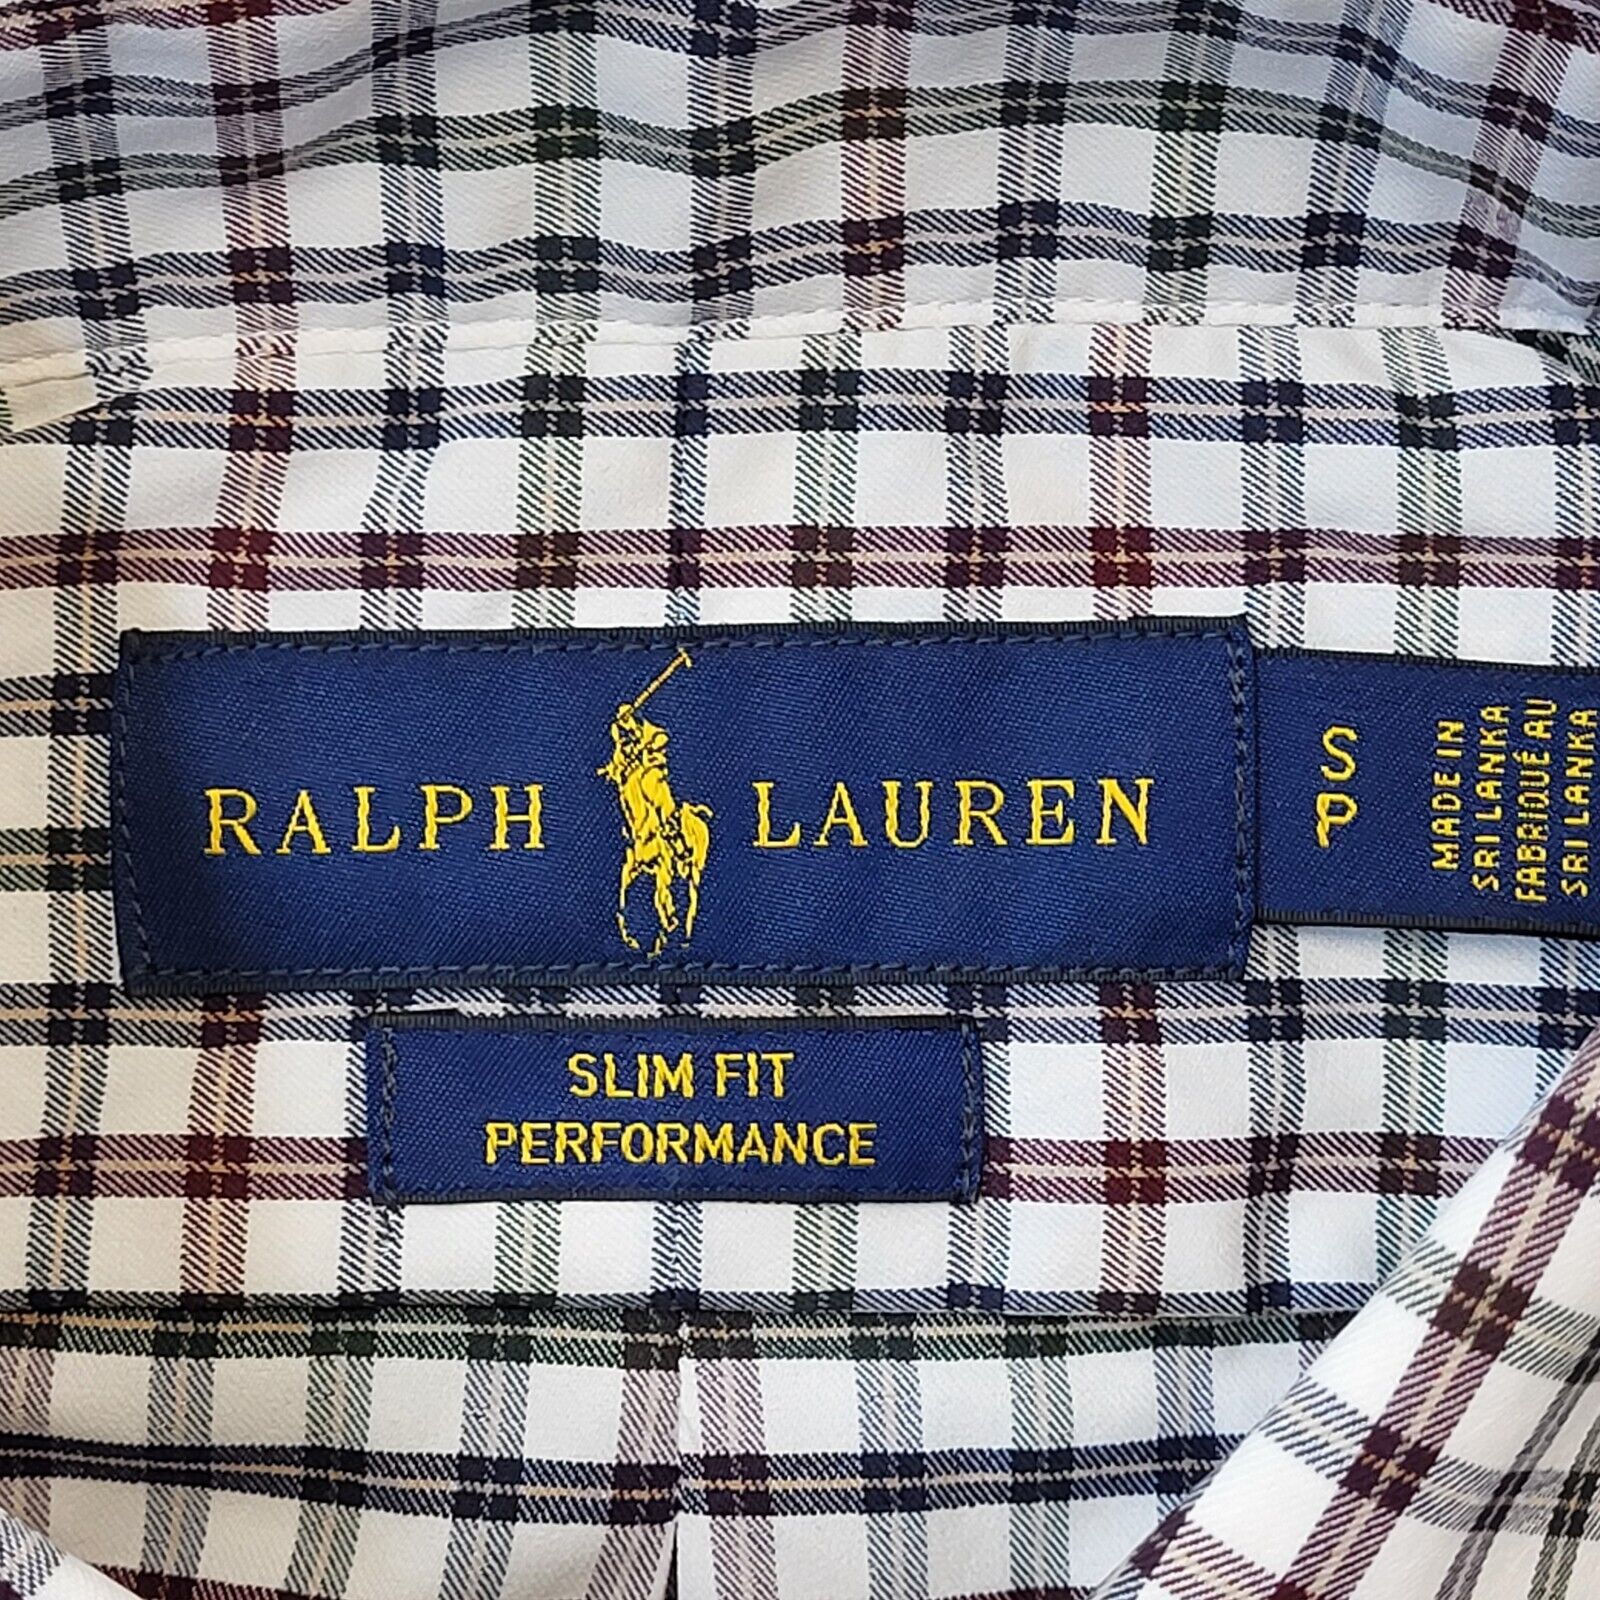 RALPH LAUREN
SLIM FIT
PERFORMANCE
S
P
MADE IN
SRI LANKA
FABRIQUÉ AU
SRI LANKA